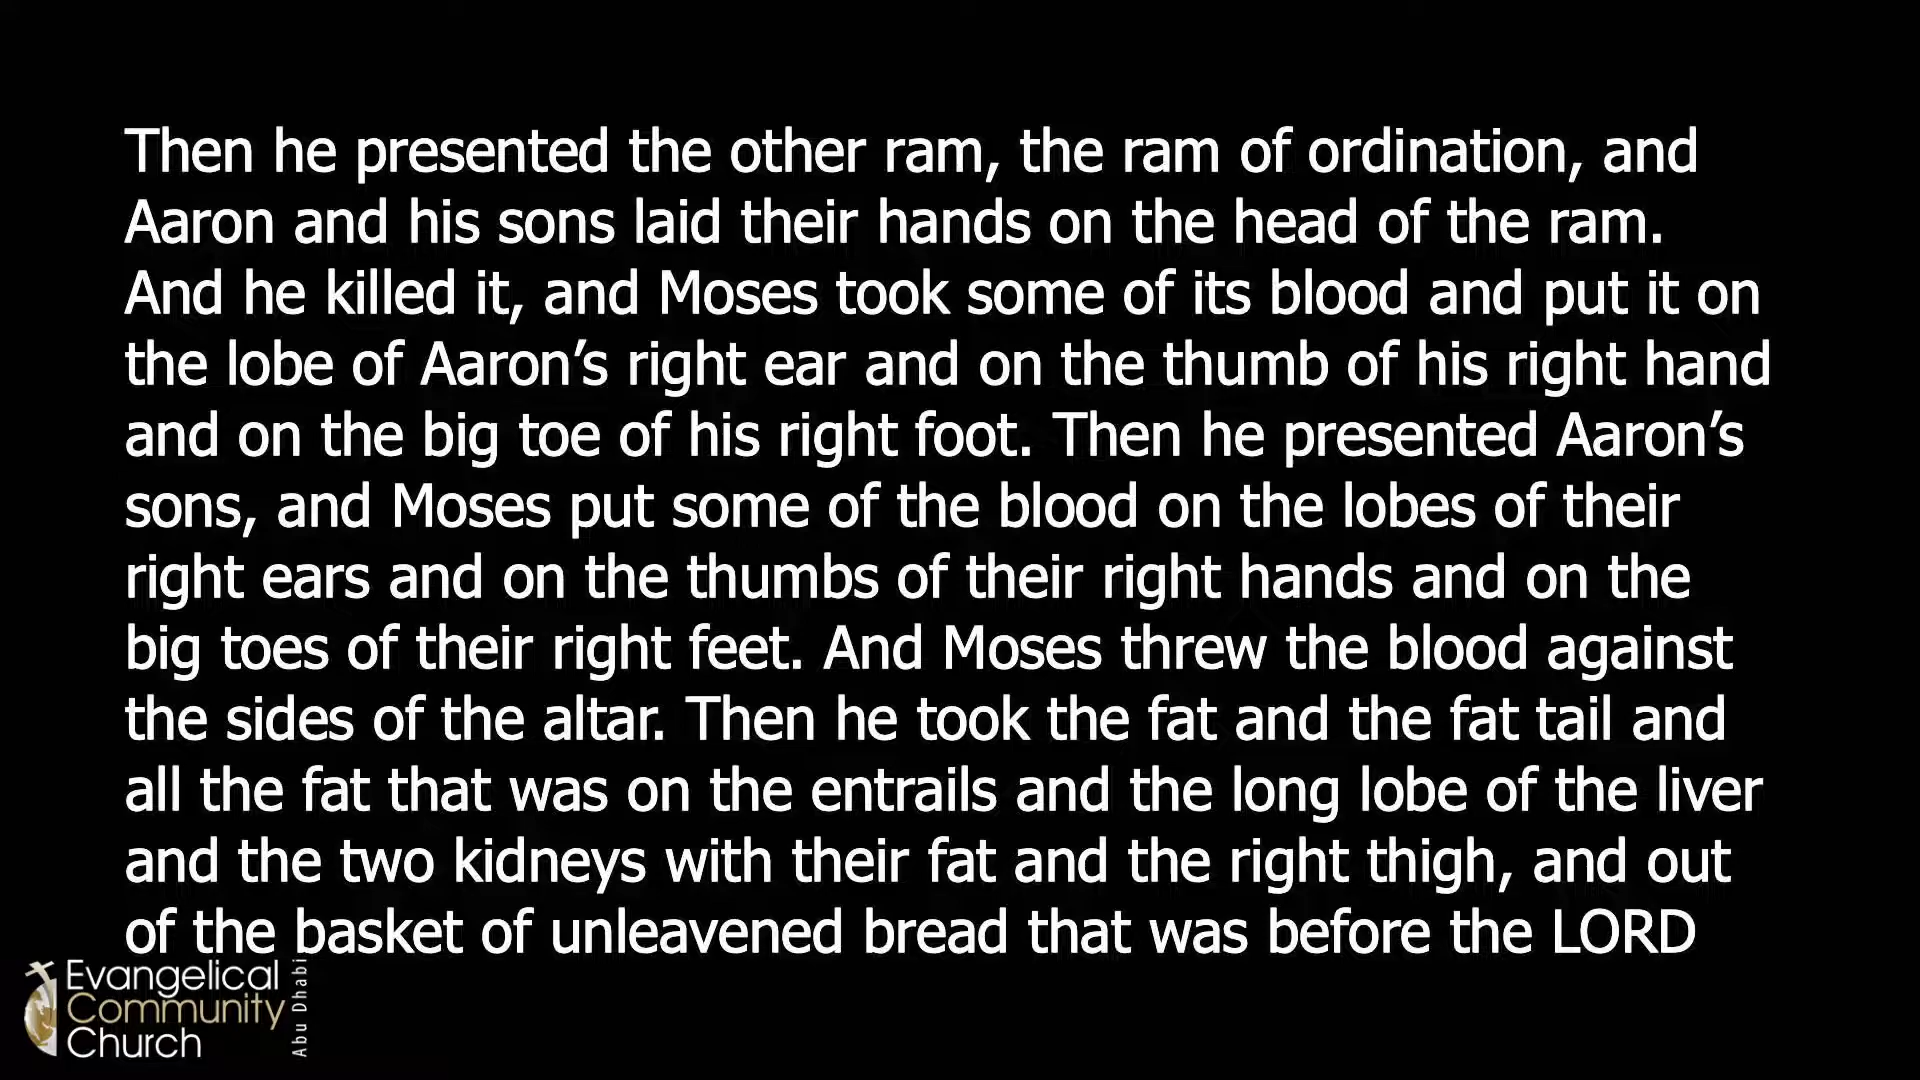 Then he presented the other ram, the ram of ordination, and
Aaron and his sons laid their hands on the head of the ram.
And he killed it, and Moses took some of its blood and put it on
the lobe of Aaron’s right ear and on the thumb of his right hand
and on the big toe of his right foot. Then he presented Aaron’s
sons, and Moses put some of the blood on the lobes of their
right ears and on the thumbs of their right hands and on the
big toes of their right feet. And Moses threw the blood against
the sides of the altar. Then he took the fat and the fat tail and
all the fat that was on the entrails and the long lobe of the liver
and the two kidneys with their fat and the right thigh, and out
of the basket of unleavened bread that was before the LORD
Evangelical
Community
Church
Abu Dhabi